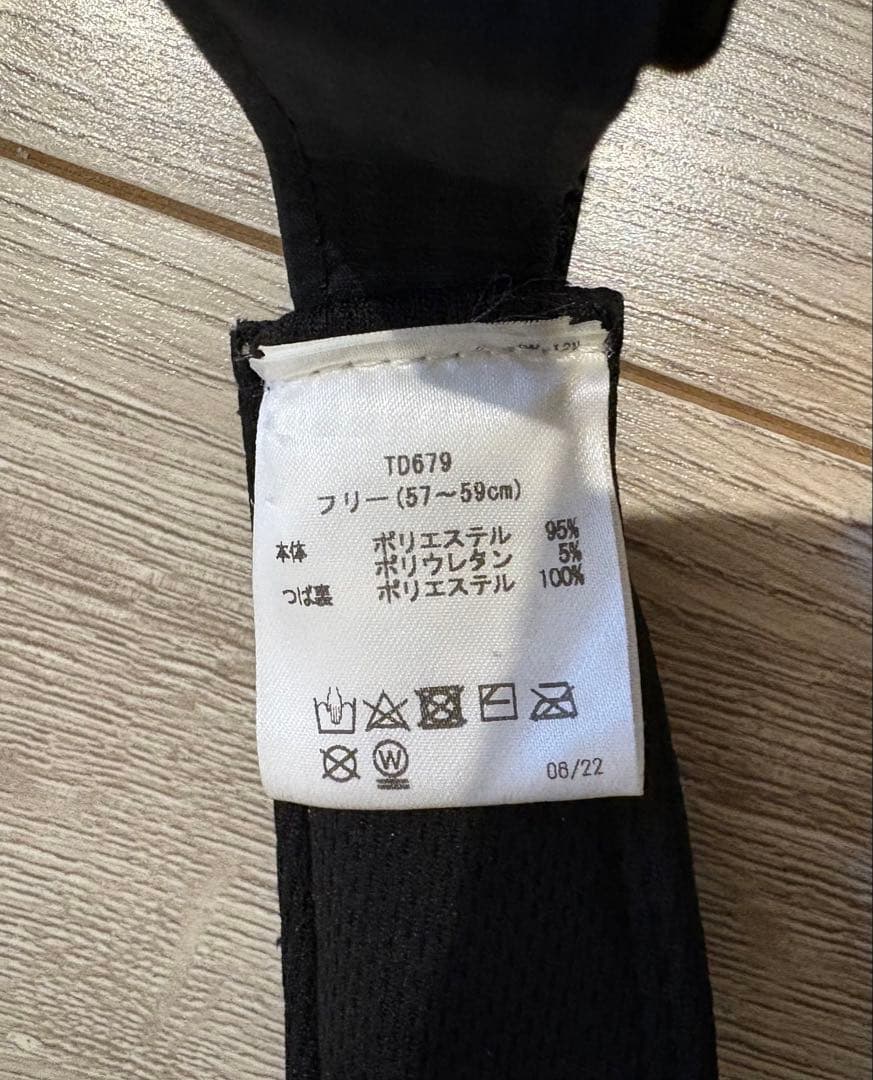 TD679
フリー(57～59cm)
本体 ポリエステル 95%
ポリウレタン 5%
つば裏 ポリエステル 100%
W
06/22